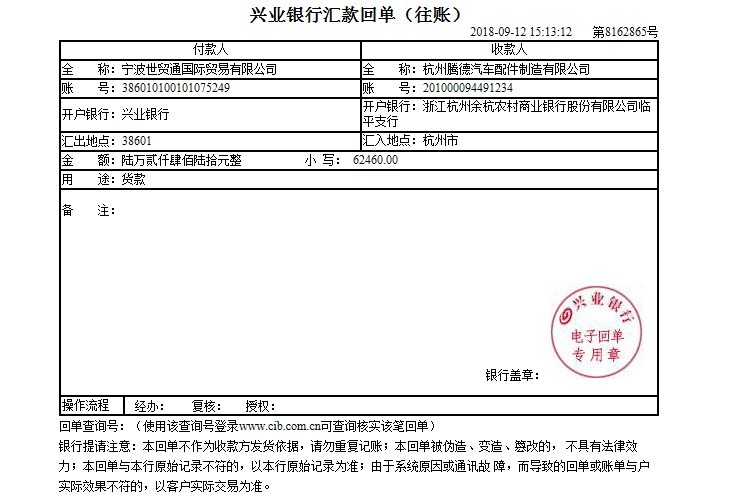 兴业银行汇款回单（往账）
2018-09-12 15:13:12 第8162865号
付款人 收款人
全 称：宁波世贸通国际贸易有限公司 全 称：杭州腾德汽车配件制造有限公司
账 号：386010100101075249 账 号：201000094491234
开户银行：兴业银行 开户银行：浙江杭州余杭农村商业银行股份有限公司临
平支行
汇出地点：38601 汇入地点：杭州市
金 额：陆万贰仟肆佰陆拾元整 小 写： 62460.00
用 途：货款
备 注：
兴业银行
电子回单
专用章
银行盖章：
操作流程 经办： 复核： 授权：
回单查询号：（使用该查询号登录www.cib.com.cn可查询核实该笔回单）
银行提请注意：本回单不作为收款方发货依据，请勿重复记账；本回单被伪造、变造、篡改的， 不具有法律效
力；本回单与本行原始记录不符的，以本行原始记录为准；由于系统原因或通讯故 障，而导致的回单或账单与户
实际效果不符的，以客户实际交易为准。